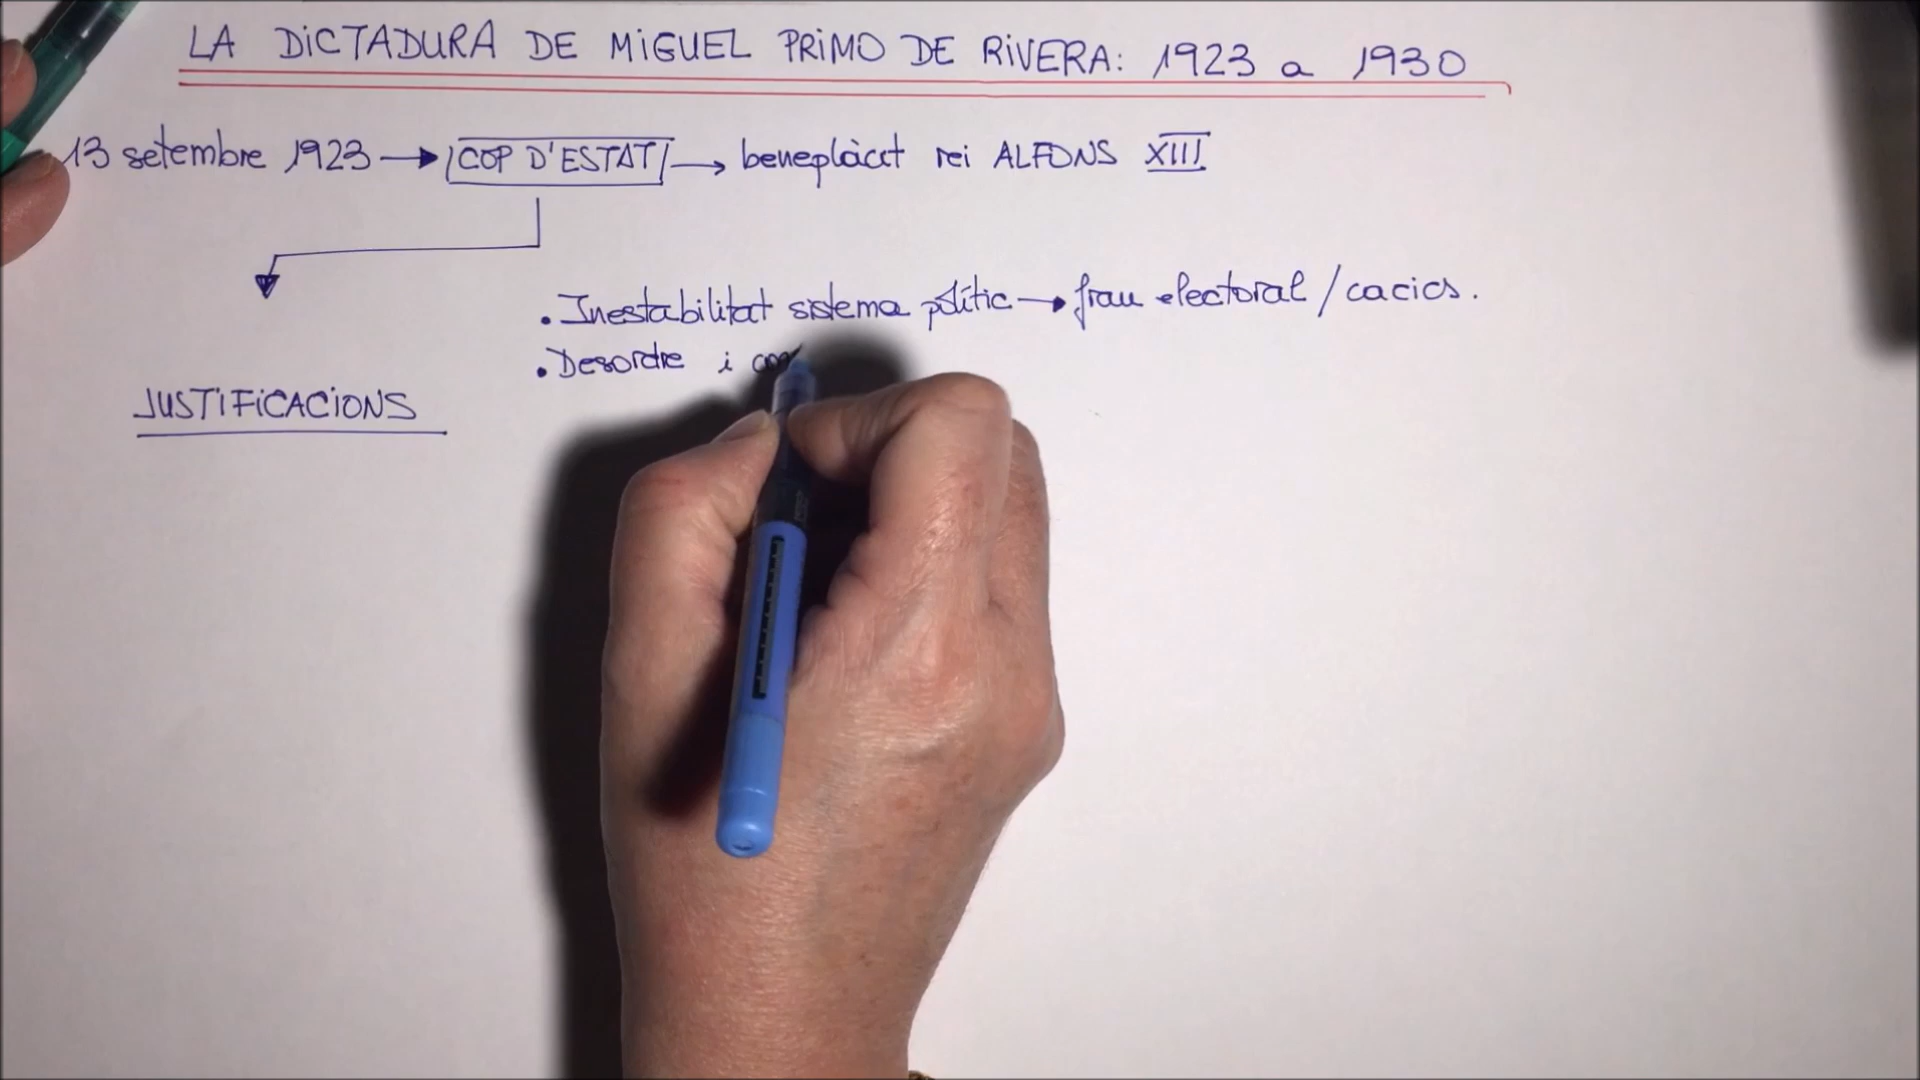 LA DICTADURA DE MIGUEL PRIMO DE RIVERA: 1923 a 1930
13 setembre 1923 → COP D'ESTAT → beneplàcit rei ALFONS XIII
• Inestabilitat sistema polític → frau electoral / cacics.
• Desordre i
JUSTIFICACIONS